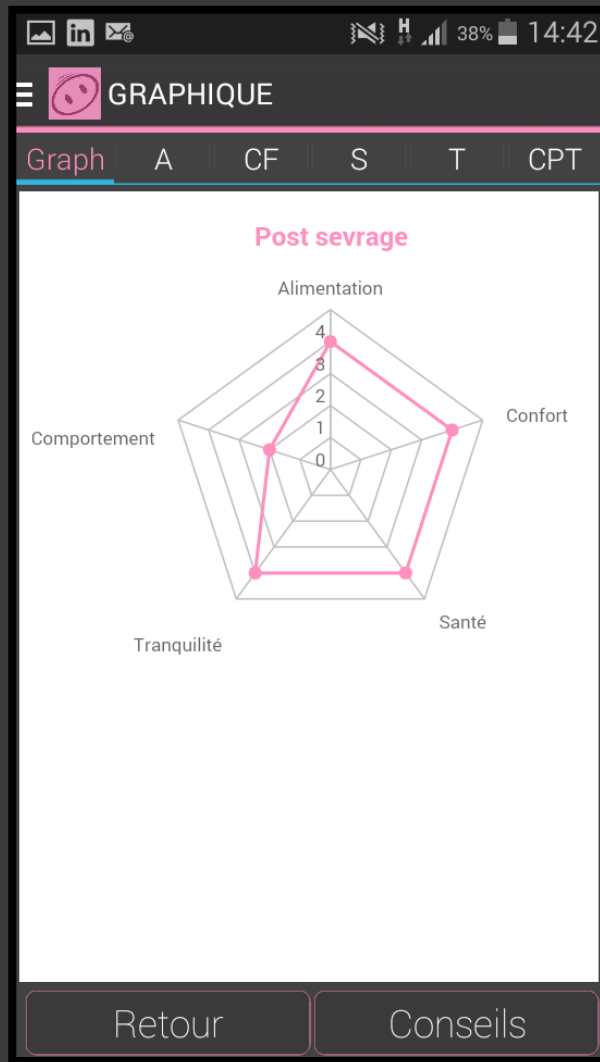 H 38% 14:42
GRAPHIQUE
Graph A CF S T CPT
Post sevrage
Alimentation
4
3
2
1
0
Confort
Comportement
Santé
Tranquilité
Retour Conseils